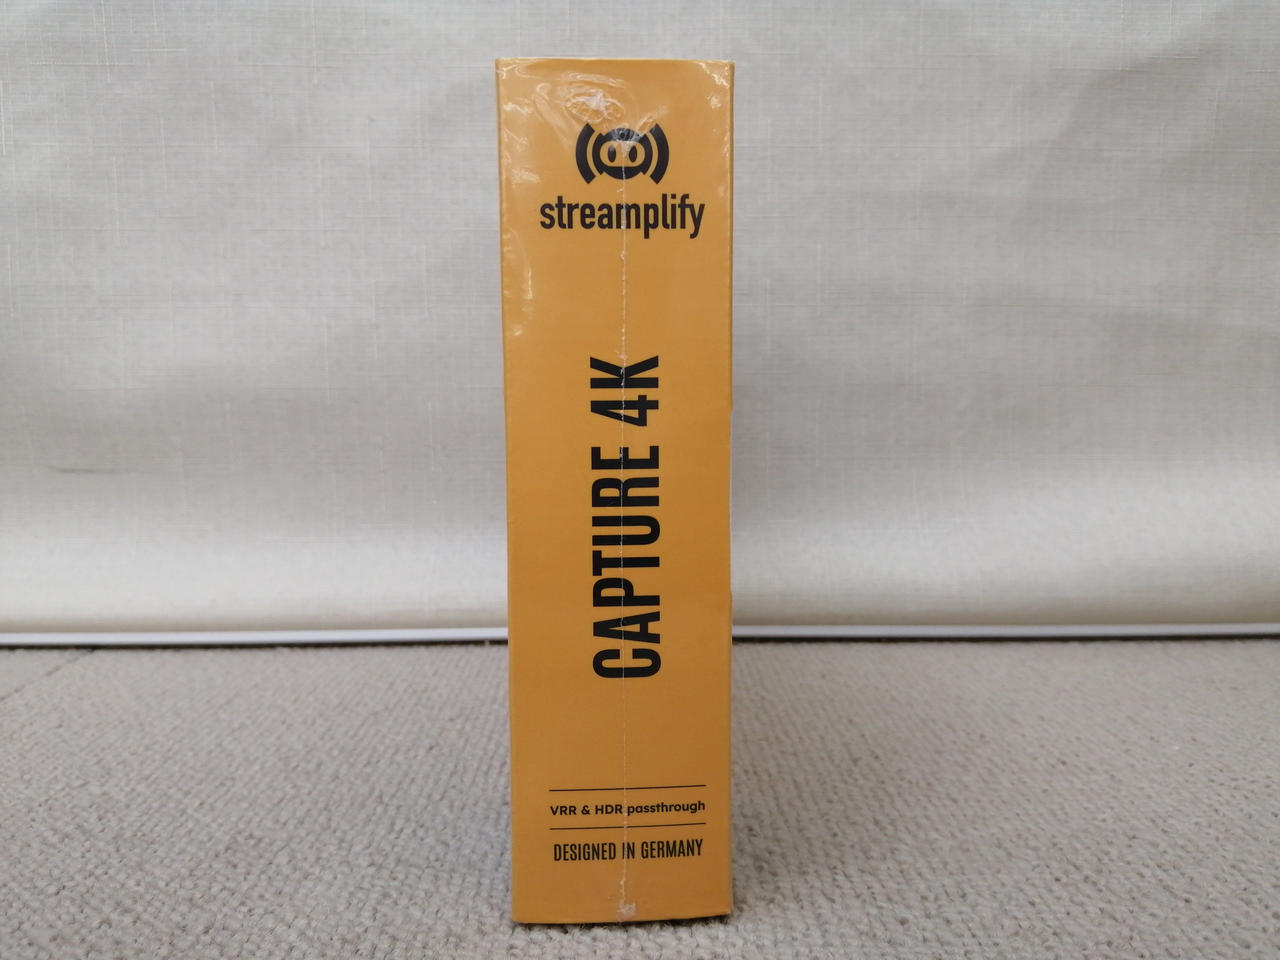 streamplify
CAPTURE 4K
VRR & HDR passthrough
DESIGNED IN GERMANY